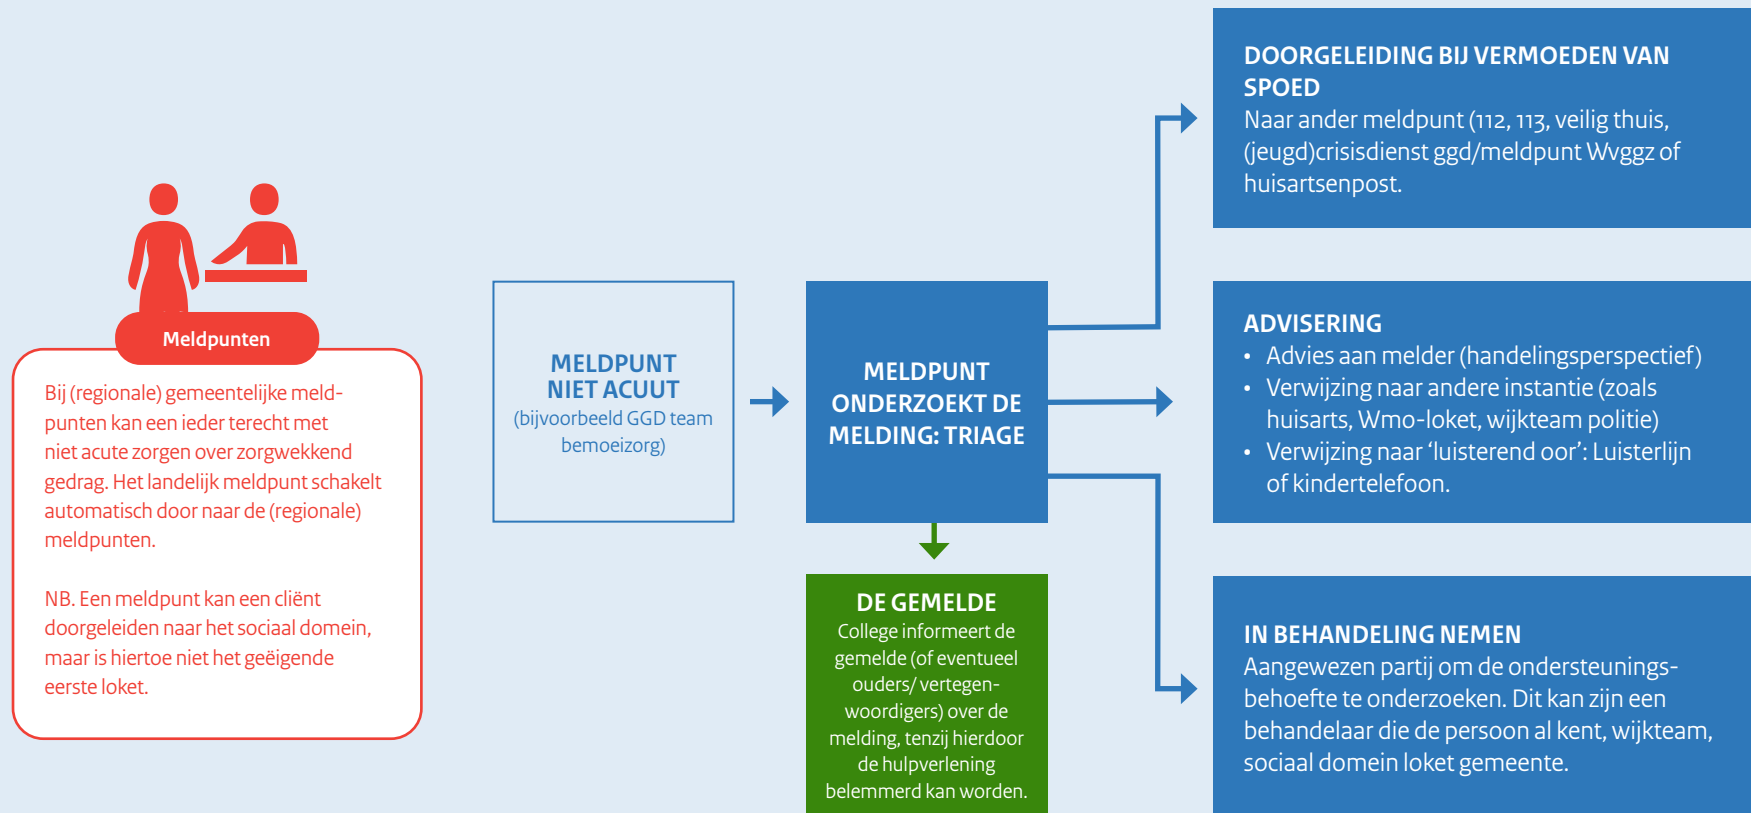 Meldpunten
Bij (regionale) gemeentelijke meld-
punten kan een ieder terecht met
niet acute zorgen over zorgwekkend
gedrag. Het landelijk meldpunt schakelt
automatisch door naar de (regionale)
meldpunten.
NB. Een meldpunt kan een cliënt
doorgeleiden naar het sociaal domein,
maar is hiertoe niet het geëigende
eerste loket.
MELDPUNT
NIET ACUUT
(bijvoorbeeld GGD team
bemoeizorg)
MELDPUNT
ONDERZOEKT DE
MELDING: TRIAGE
DE GEMELDE
College informeert de
gemelde (of eventueel
ouders/ vertegen-
woordigers) over de
melding, tenzij hierdoor
de hulpverlening
belemmerd kan worden.
DOORGELEIDING BIJ VERMOEDEN VAN
SPOED
Naar ander meldpunt (112, 113, veilig thuis,
(jeugd)crisisdienst ggd/meldpunt Wvggz of
huisartsenpost.
ADVISERING
• Advies aan melder (handelingsperspectief)
• Verwijzing naar andere instantie (zoals
huisarts, Wmo-loket, wijkteam politie)
• Verwijzing naar ‘luisterend oor’: Luisterlijn
of kindertelefoon.
IN BEHANDELING NEMEN
Aangewezen partij om de ondersteunings-
behoefte te onderzoeken. Dit kan zijn een
behandelaar die de persoon al kent, wijkteam,
sociaal domein loket gemeente.